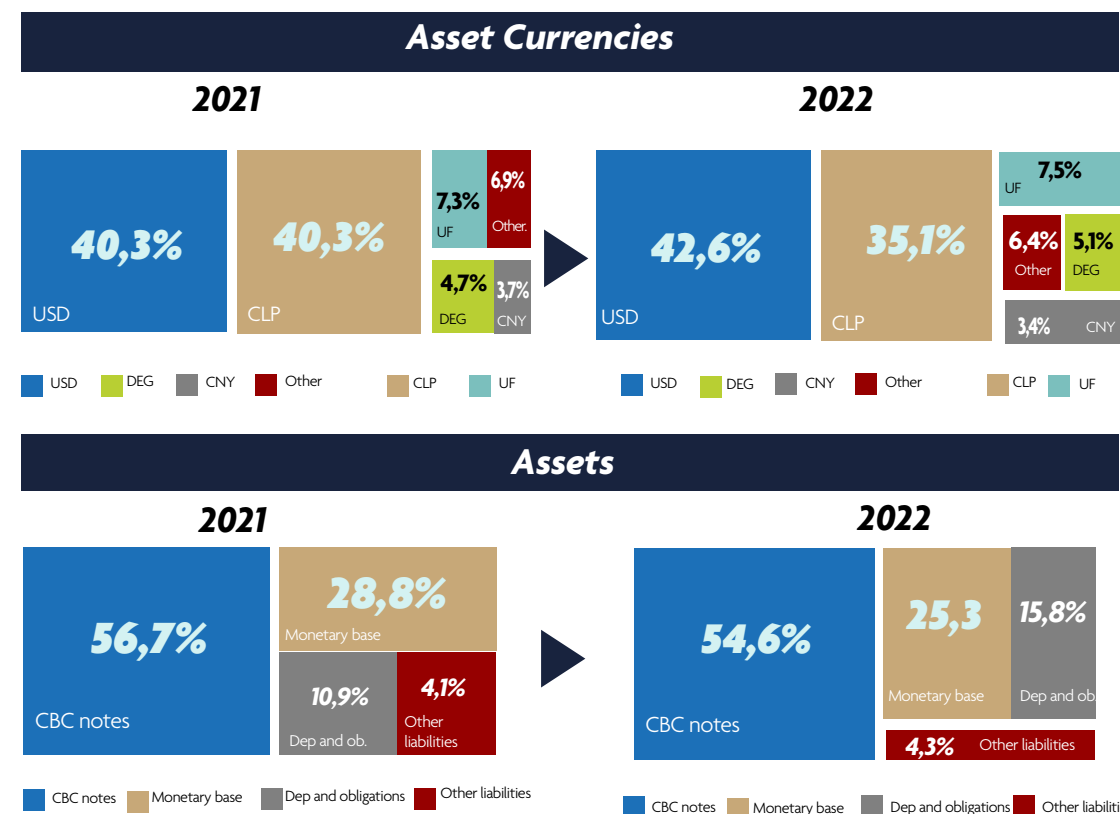 Asset Currencies
2021
2022
40,3%
USD
40,3%
CLP
7,3%
UF
6,9%
Other.
4,7%
DEG
3,7%
CNY
42,6%
USD
35,1%
CLP
7,5%
UF
6,4%
Other
5,1%
DEG
3,4%
CNY
USD DEG CNY Other CLP UF
USD DEG CNY Other CLP UF
Assets
2021
2022
56,7%
CBC notes
28,8%
Monetary base
10,9%
Dep and ob.
4,1%
Other
liabilities
54,6%
CBC notes
25,3
Monetary base
15,8%
Dep and ob.
4,3% Other liabilities
CBC notes Monetary base Dep and obligations Other liabilities
CBC notes Monetary base Dep and obligations Other liabiliti